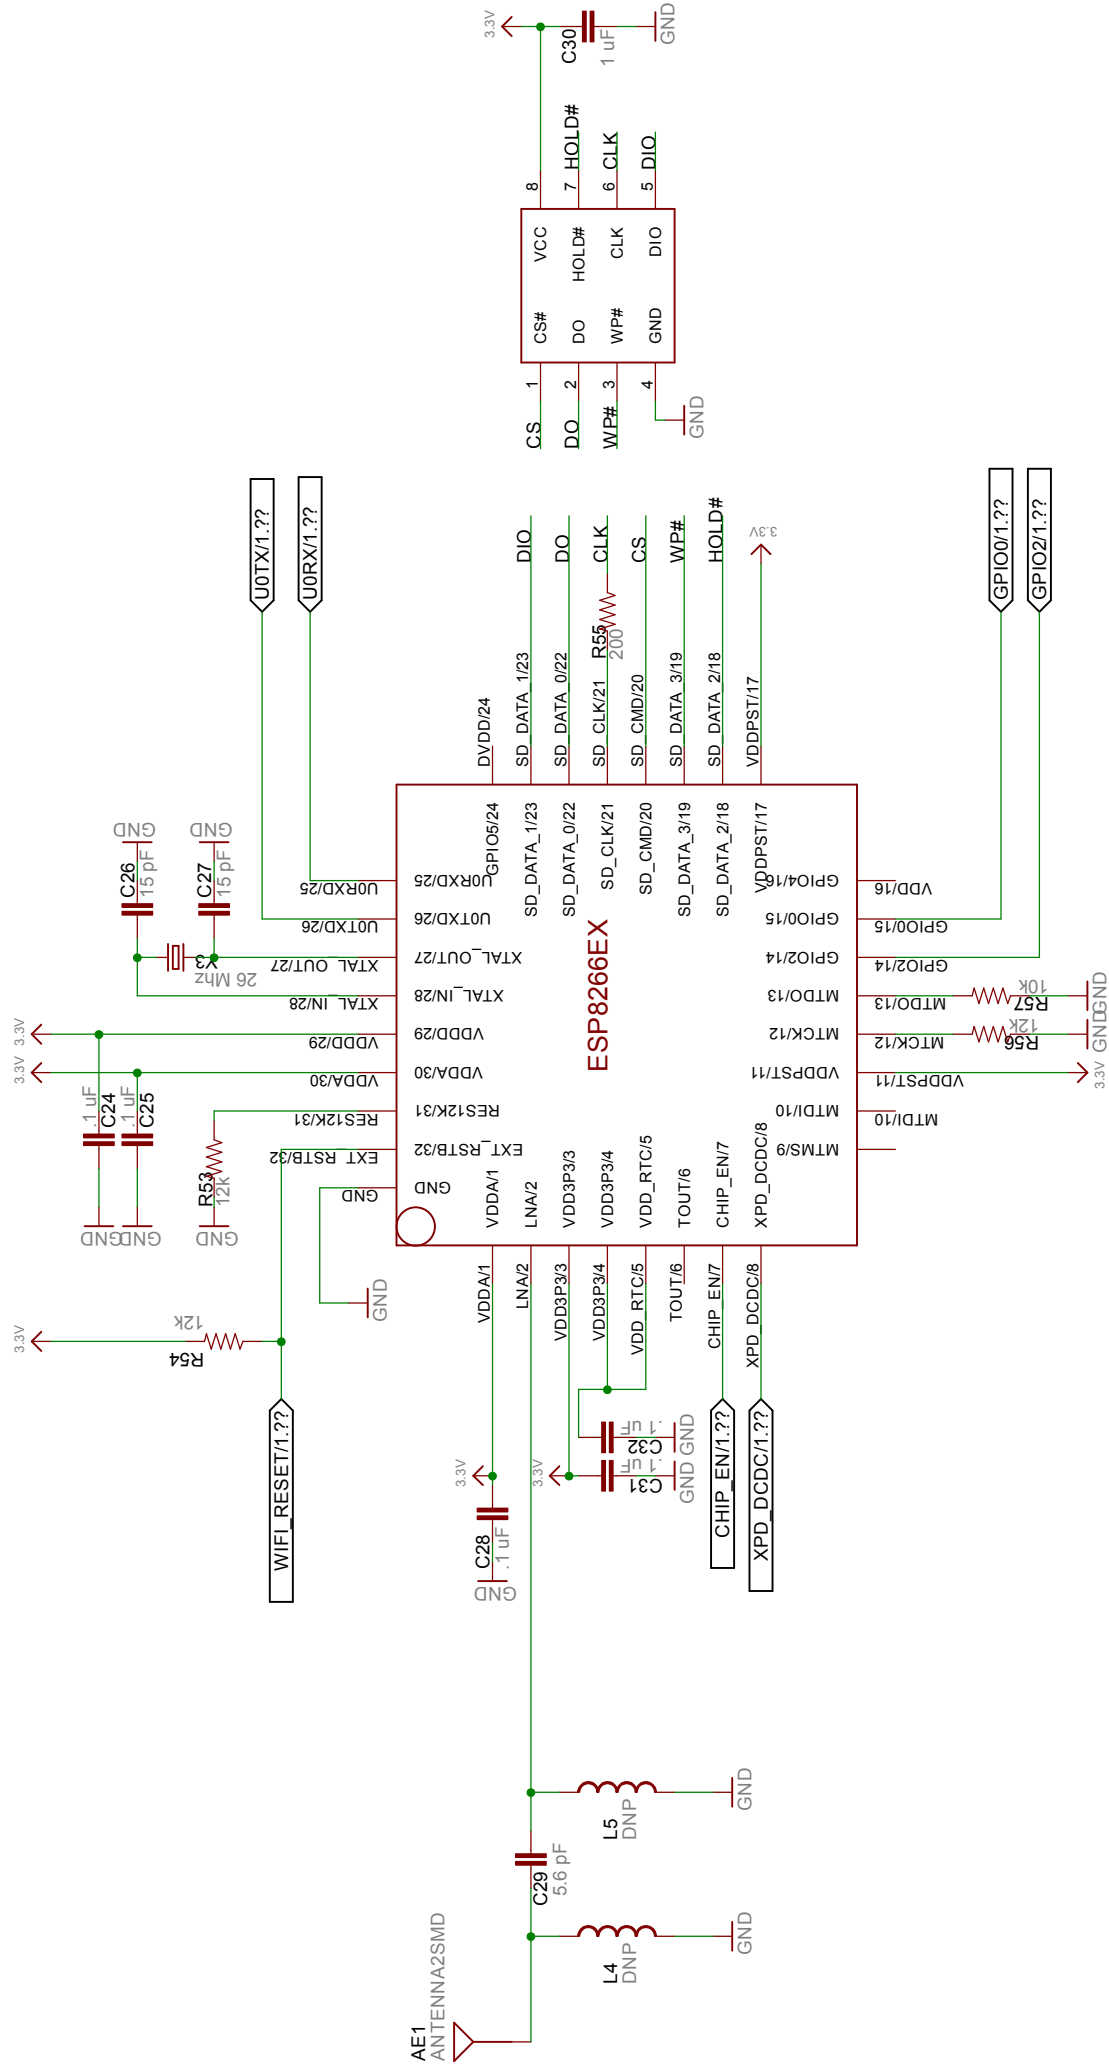 3.3V
C30
1 uF
GND
HOLD#
CLK
DIO
8
7
6
5
VCC
HOLD#
CLK
DIO
CS#
DO
WP#
GND
1
2
3
4
CS
DO
WP#
GND
U0TX/1.??
U0RX/1.??
GPIO0/1.??
GPIO2/1.??
DIO
DO
CLK
CS
WP#
HOLD#
3.3V
R55
200
DVDD/24
SD_DATA_1/23
SD_DATA_0/22
SD_CLK/21
SD_CMD/20
SD_DATA_3/19
SD_DATA_2/18
VDDPST/17
GPIO5/24
SD_DATA_1/23
SD_DATA_0/22
SD_CLK/21
SD_CMD/20
SD_DATA_3/19
SD_DATA_2/18
VDDPST/17
GND
C26
15 pF
GND
C27
15 pF
Y3
26 Mhz
U0RXD/25
U0TXD/26
XTAL_OUT/27
XTAL_IN/28
VDDD/29
VDDA/30
RES12K/31
EXT_RSTB/32
GND
U0RXD/25
U0TXD/26
XTAL_OUT/27
XTAL_IN/28
VDDD/29
VDDA/30
RES12K/31
EXT_RSTB/32
GND
ESP8266EX
GPIO4/16
GPIO0/15
GPIO2/14
MTDO/13
MTCK/12
VDDPST/11
MTDI/10
MTMS/9
VDD/16
GPIO0/15
GPIO2/14
MTDO/13
MTCK/12
VDDPST/11
MTDI/10
10k
R57
GND
12k
R56
GND
3.3V
3.3V
3.3V
.1 uF
C24
.1 uF
C25
GND
GND
R53
12k
GND
GND
3.3V
12k
R54
WIFI_RESET/1.??
VDDA/1
LNA/2
VDD3P3/3
VDD3P3/4
VDD_RTC/5
TOUT/6
CHIP_EN/7
XPD_DCDC/8
VDDA/1
LNA/2
VDD3P3/3
VDD3P3/4
VDD_RTC/5
TOUT/6
CHIP_EN/7
XPD_DCDC/8
.1 uF
C32
GND
.1 uF
C31
GND
3.3V
3.3V
C28
.1 uF
GND
CHIP_EN/1.??
XPD_DCDC/1.??
L5
DNP
GND
C29
5.6 pF
L4
DNP
GND
AE1
ANTENNA2SMD